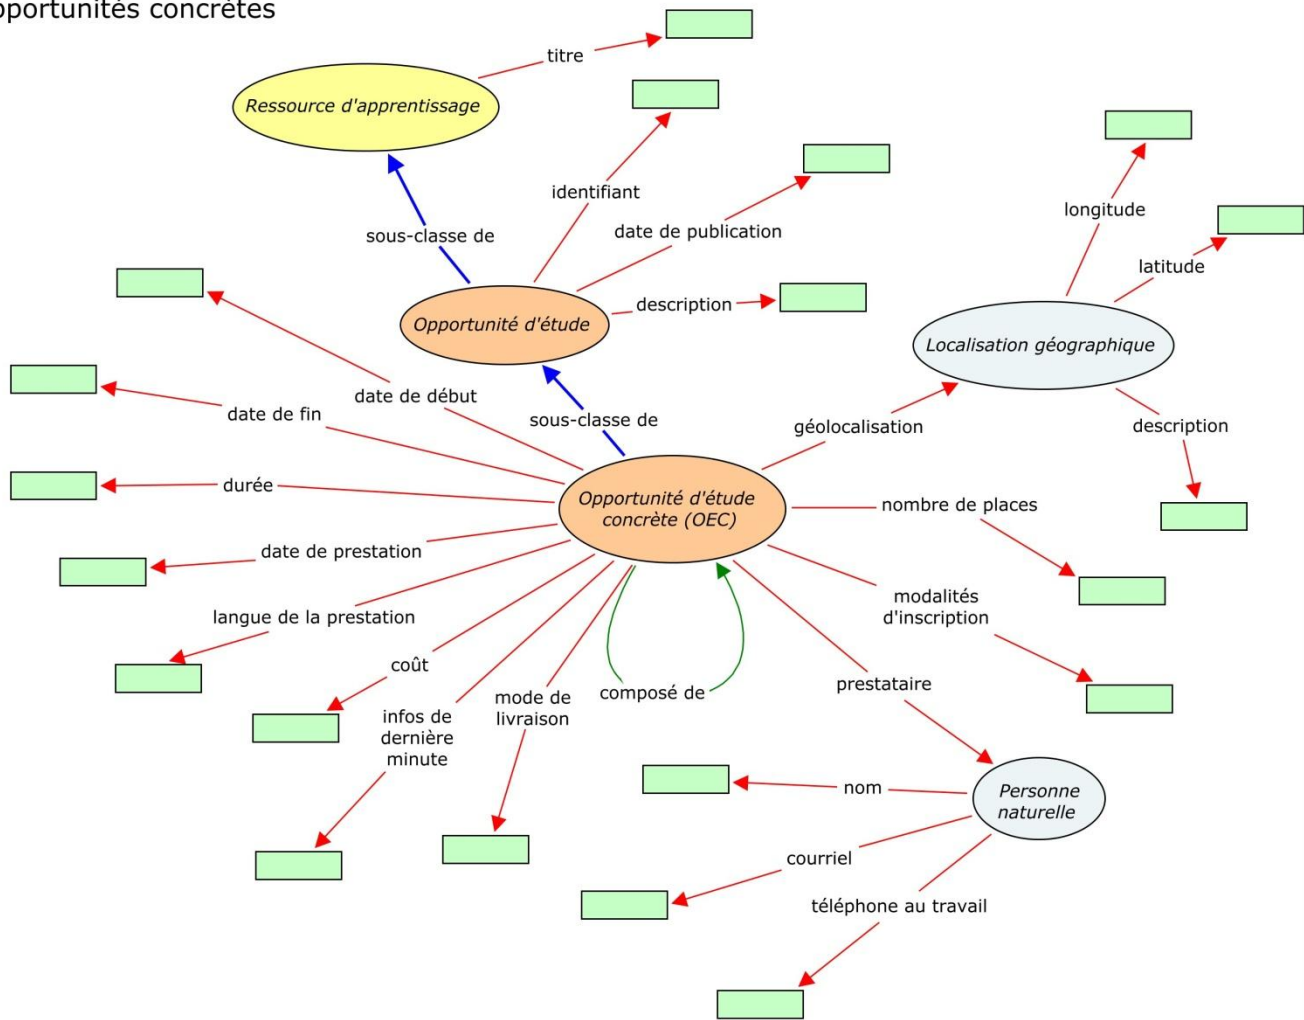 pportunités concrètes
titre
Ressource d'apprentissage
identifiant
longitude
date de publication
sous-classe de
latitude
description
Opportunité d'étude
Localisation géographique
date de début
date de fin
sous-classe de
géolocalisation
description
durée
Opportunité d'étude
concrète (OEC)
nombre de places
date de prestation
modalités
d'inscription
langue de la prestation
coût
prestataire
composé de
mode de
livraison
infos de
dernière
minute
nom
Personne
naturelle
courriel
téléphone au travail